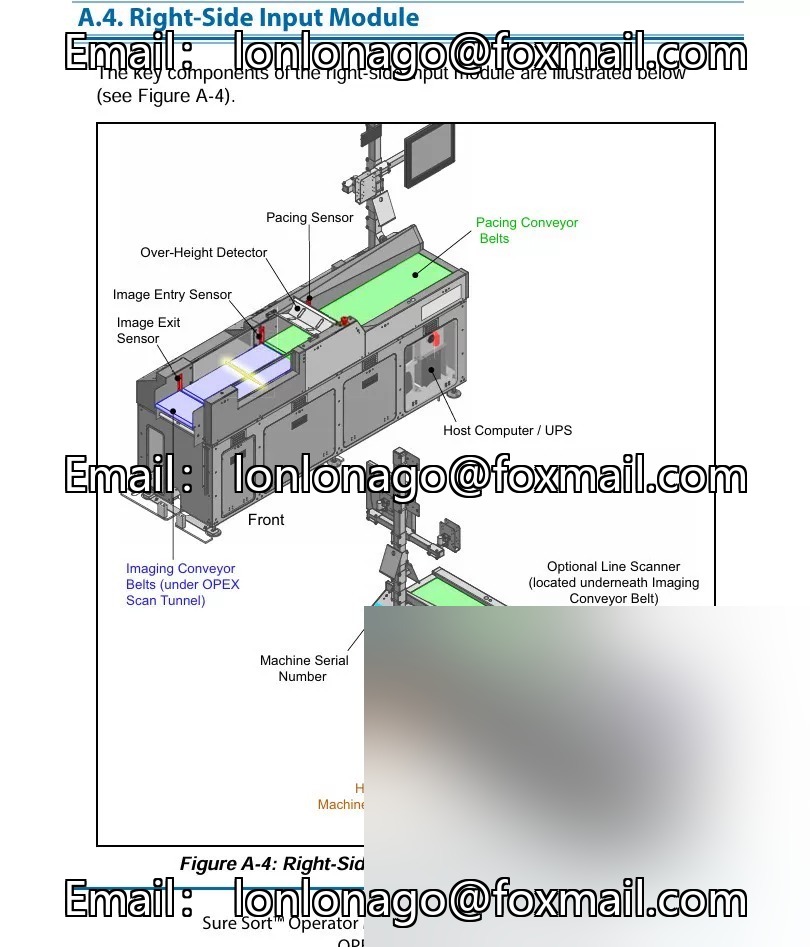 A.4. Right-Side Input Module
Email: lonlonago@foxmail.com
The key components of the right-side input module are illustrated below
(see Figure A-4).
Pacing Sensor
Pacing Conveyor
Belts
Over-Height Detector
Image Entry Sensor
Image Exit
Sensor
Host Computer / UPS
Email: lonlonago@foxmail.com
Front
Imaging Conveyor
Belts (under OPEX
Scan Tunnel)
Optional Line Scanner
(located underneath Imaging
Conveyor Belt)
Machine Serial
Number
Machine
Figure A-4: Right-Sid
Email: lonlonago@foxmail.com
Sure Sort™ Operator